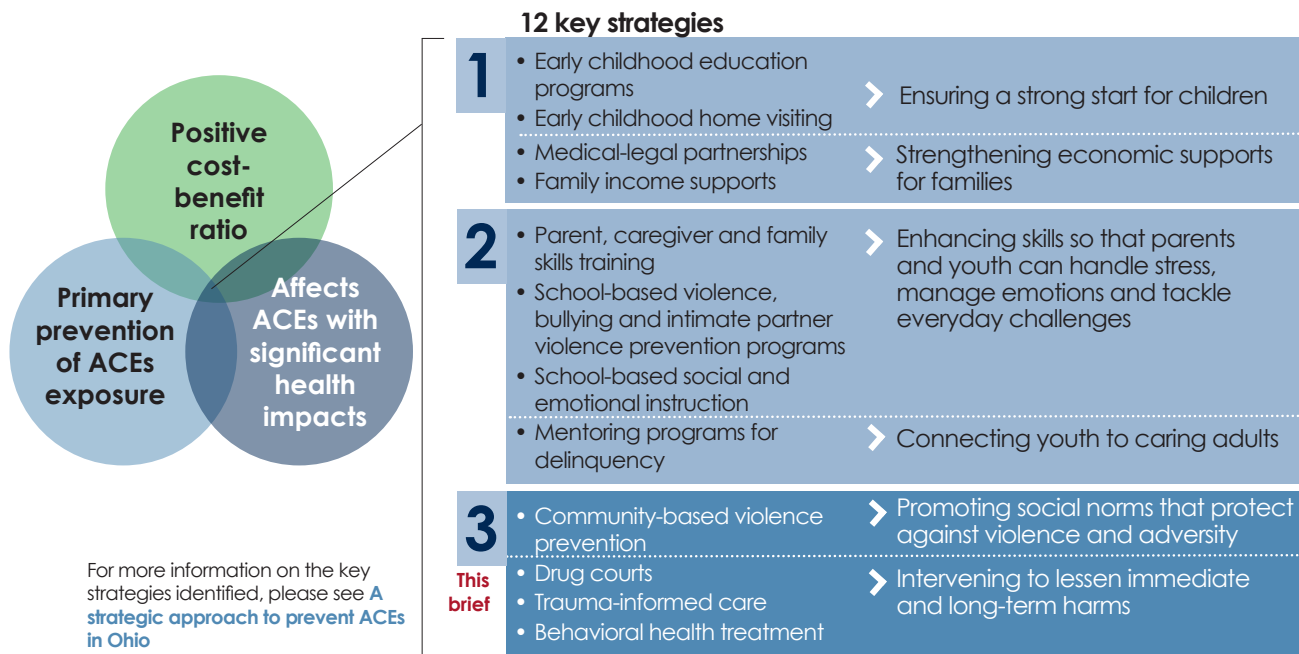 12 key strategies
Positive
cost-
benefit
ratio
Primary
prevention
of ACEs
exposure
Affects
ACEs with
significant
health
impacts
For more information on the key
strategies identified, please see A
strategic approach to prevent ACEs
in Ohio
1
• Early childhood education
programs
• Early childhood home visiting
Ensuring a strong start for children
• Medical-legal partnerships
• Family income supports
Strengthening economic supports
for families
2
• Parent, caregiver and family
skills training
• School-based violence,
bullying and intimate partner
violence prevention programs
• School-based social and
emotional instruction
Enhancing skills so that parents
and youth can handle stress,
manage emotions and tackle
everyday challenges
• Mentoring programs for
delinquency
Connecting youth to caring adults
3
This
brief
• Community-based violence
prevention
Promoting social norms that protect
against violence and adversity
• Drug courts
• Trauma-informed care
• Behavioral health treatment
Intervening to lessen immediate
and long-term harms